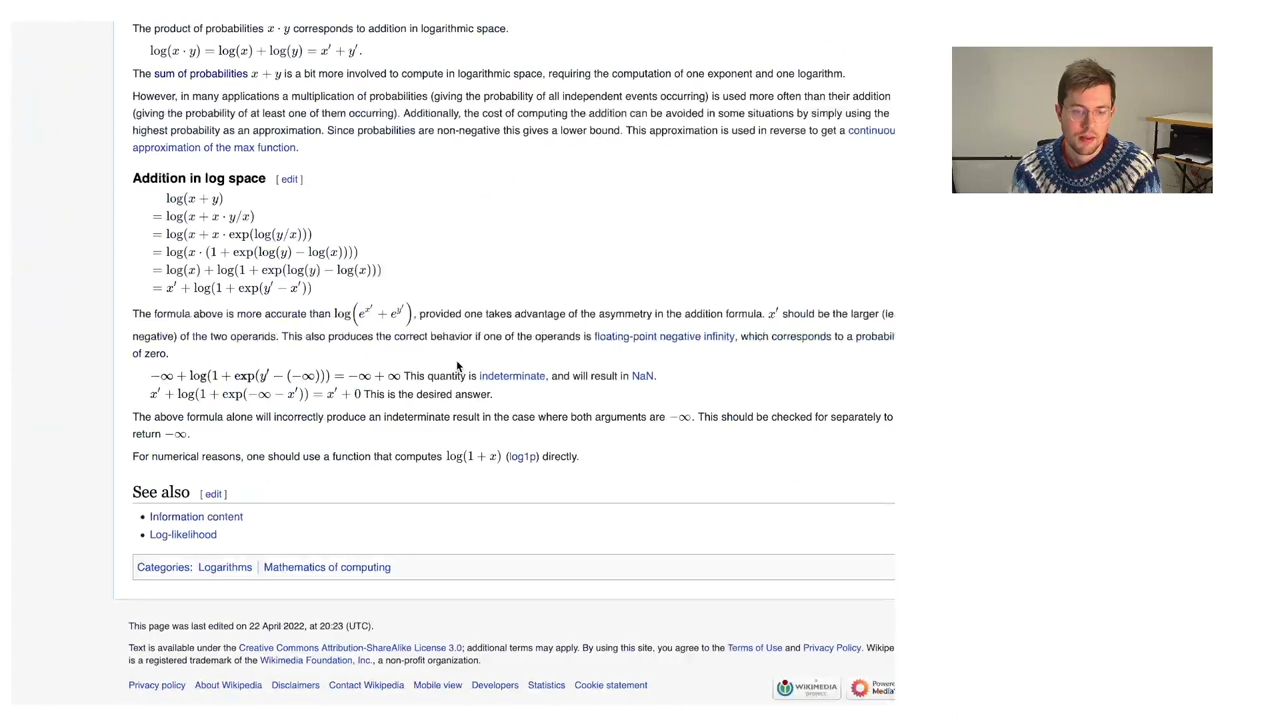 The product of probabilities x · y corresponds to addition in logarithmic space.
log(x · y) = log(x) + log(y) = x′ + y′.
The sum of probabilities x + y is a bit more involved to compute in logarithmic space, requiring the computation of one exponent and one logarithm.
However, in many applications a multiplication of probabilities (giving the probability of all independent events occurring) is used more often than their addition
(giving the probability of at least one of them occurring). Additionally, the cost of computing the addition can be avoided in some situations by simply using the
highest probability as an approximation. Since probabilities are non-negative this gives a lower bound. This approximation is used in reverse to get a continuou
approximation of the max function.
Addition in log space [ edit ]
log(x + y)
= log(x + x · y/x)
= log(x + x · exp(log(y/x)))
= log(x · (1 + exp(log(y) − log(x))))
= log(x) + log(1 + exp(log(y) − log(x)))
= x′ + log(1 + exp(y′ − x′))
The formula above is more accurate than log(e^x′ + e^y′), provided one takes advantage of the asymmetry in the addition formula. x′ should be the larger (le
negative) of the two operands. This also produces the correct behavior if one of the operands is floating-point negative infinity, which corresponds to a probabil
of zero.
−∞ + log(1 + exp(y′ − (−∞))) = −∞ + ∞ This quantity is indeterminate, and will result in NaN.
x′ + log(1 + exp(−∞ − x′)) = x′ + 0 This is the desired answer.
The above formula alone will incorrectly produce an indeterminate result in the case where both arguments are −∞. This should be checked for separately to
return −∞.
For numerical reasons, one should use a function that computes log(1 + x) (log1p) directly.
See also [ edit ]
• Information content
• Log-likelihood
Categories: Logarithms | Mathematics of computing
This page was last edited on 22 April 2022, at 20:23 (UTC).
Text is available under the Creative Commons Attribution-ShareAlike License 3.0; additional terms may apply. By using this site, you agree to the Terms of Use and Privacy Policy. Wikipe
is a registered trademark of the Wikimedia Foundation, Inc., a non-profit organization.
Privacy policy About Wikipedia Disclaimers Contact Wikipedia Mobile view Developers Statistics Cookie statement
WIKIMEDIA
Powere
Media